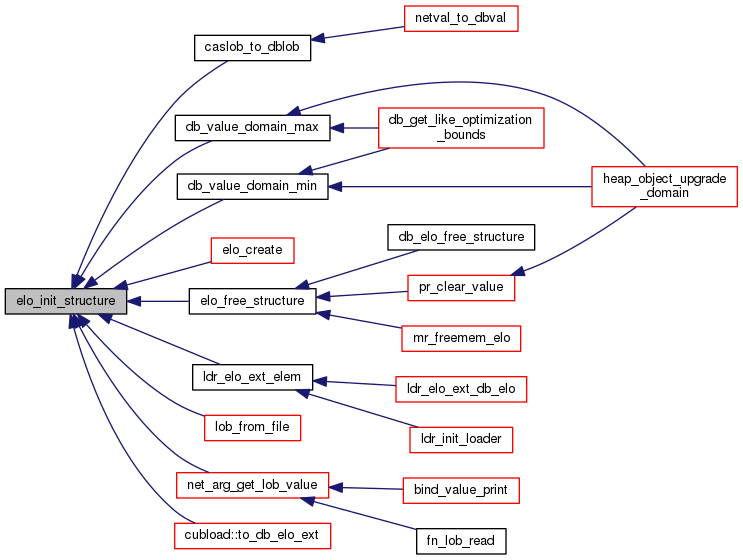 netval_to_dbval
caslob_to_dblob
db_value_domain_max
db_get_like_optimization
_bounds
db_value_domain_min
heap_object_upgrade
_domain
db_elo_free_structure
elo_create
elo_init_structure
elo_free_structure
pr_clear_value
mr_freemem_elo
ldr_elo_ext_elem
ldr_elo_ext_db_elo
lob_from_file
ldr_init_loader
net_arg_get_lob_value
bind_value_print
cubload::to_db_elo_ext
fn_lob_read